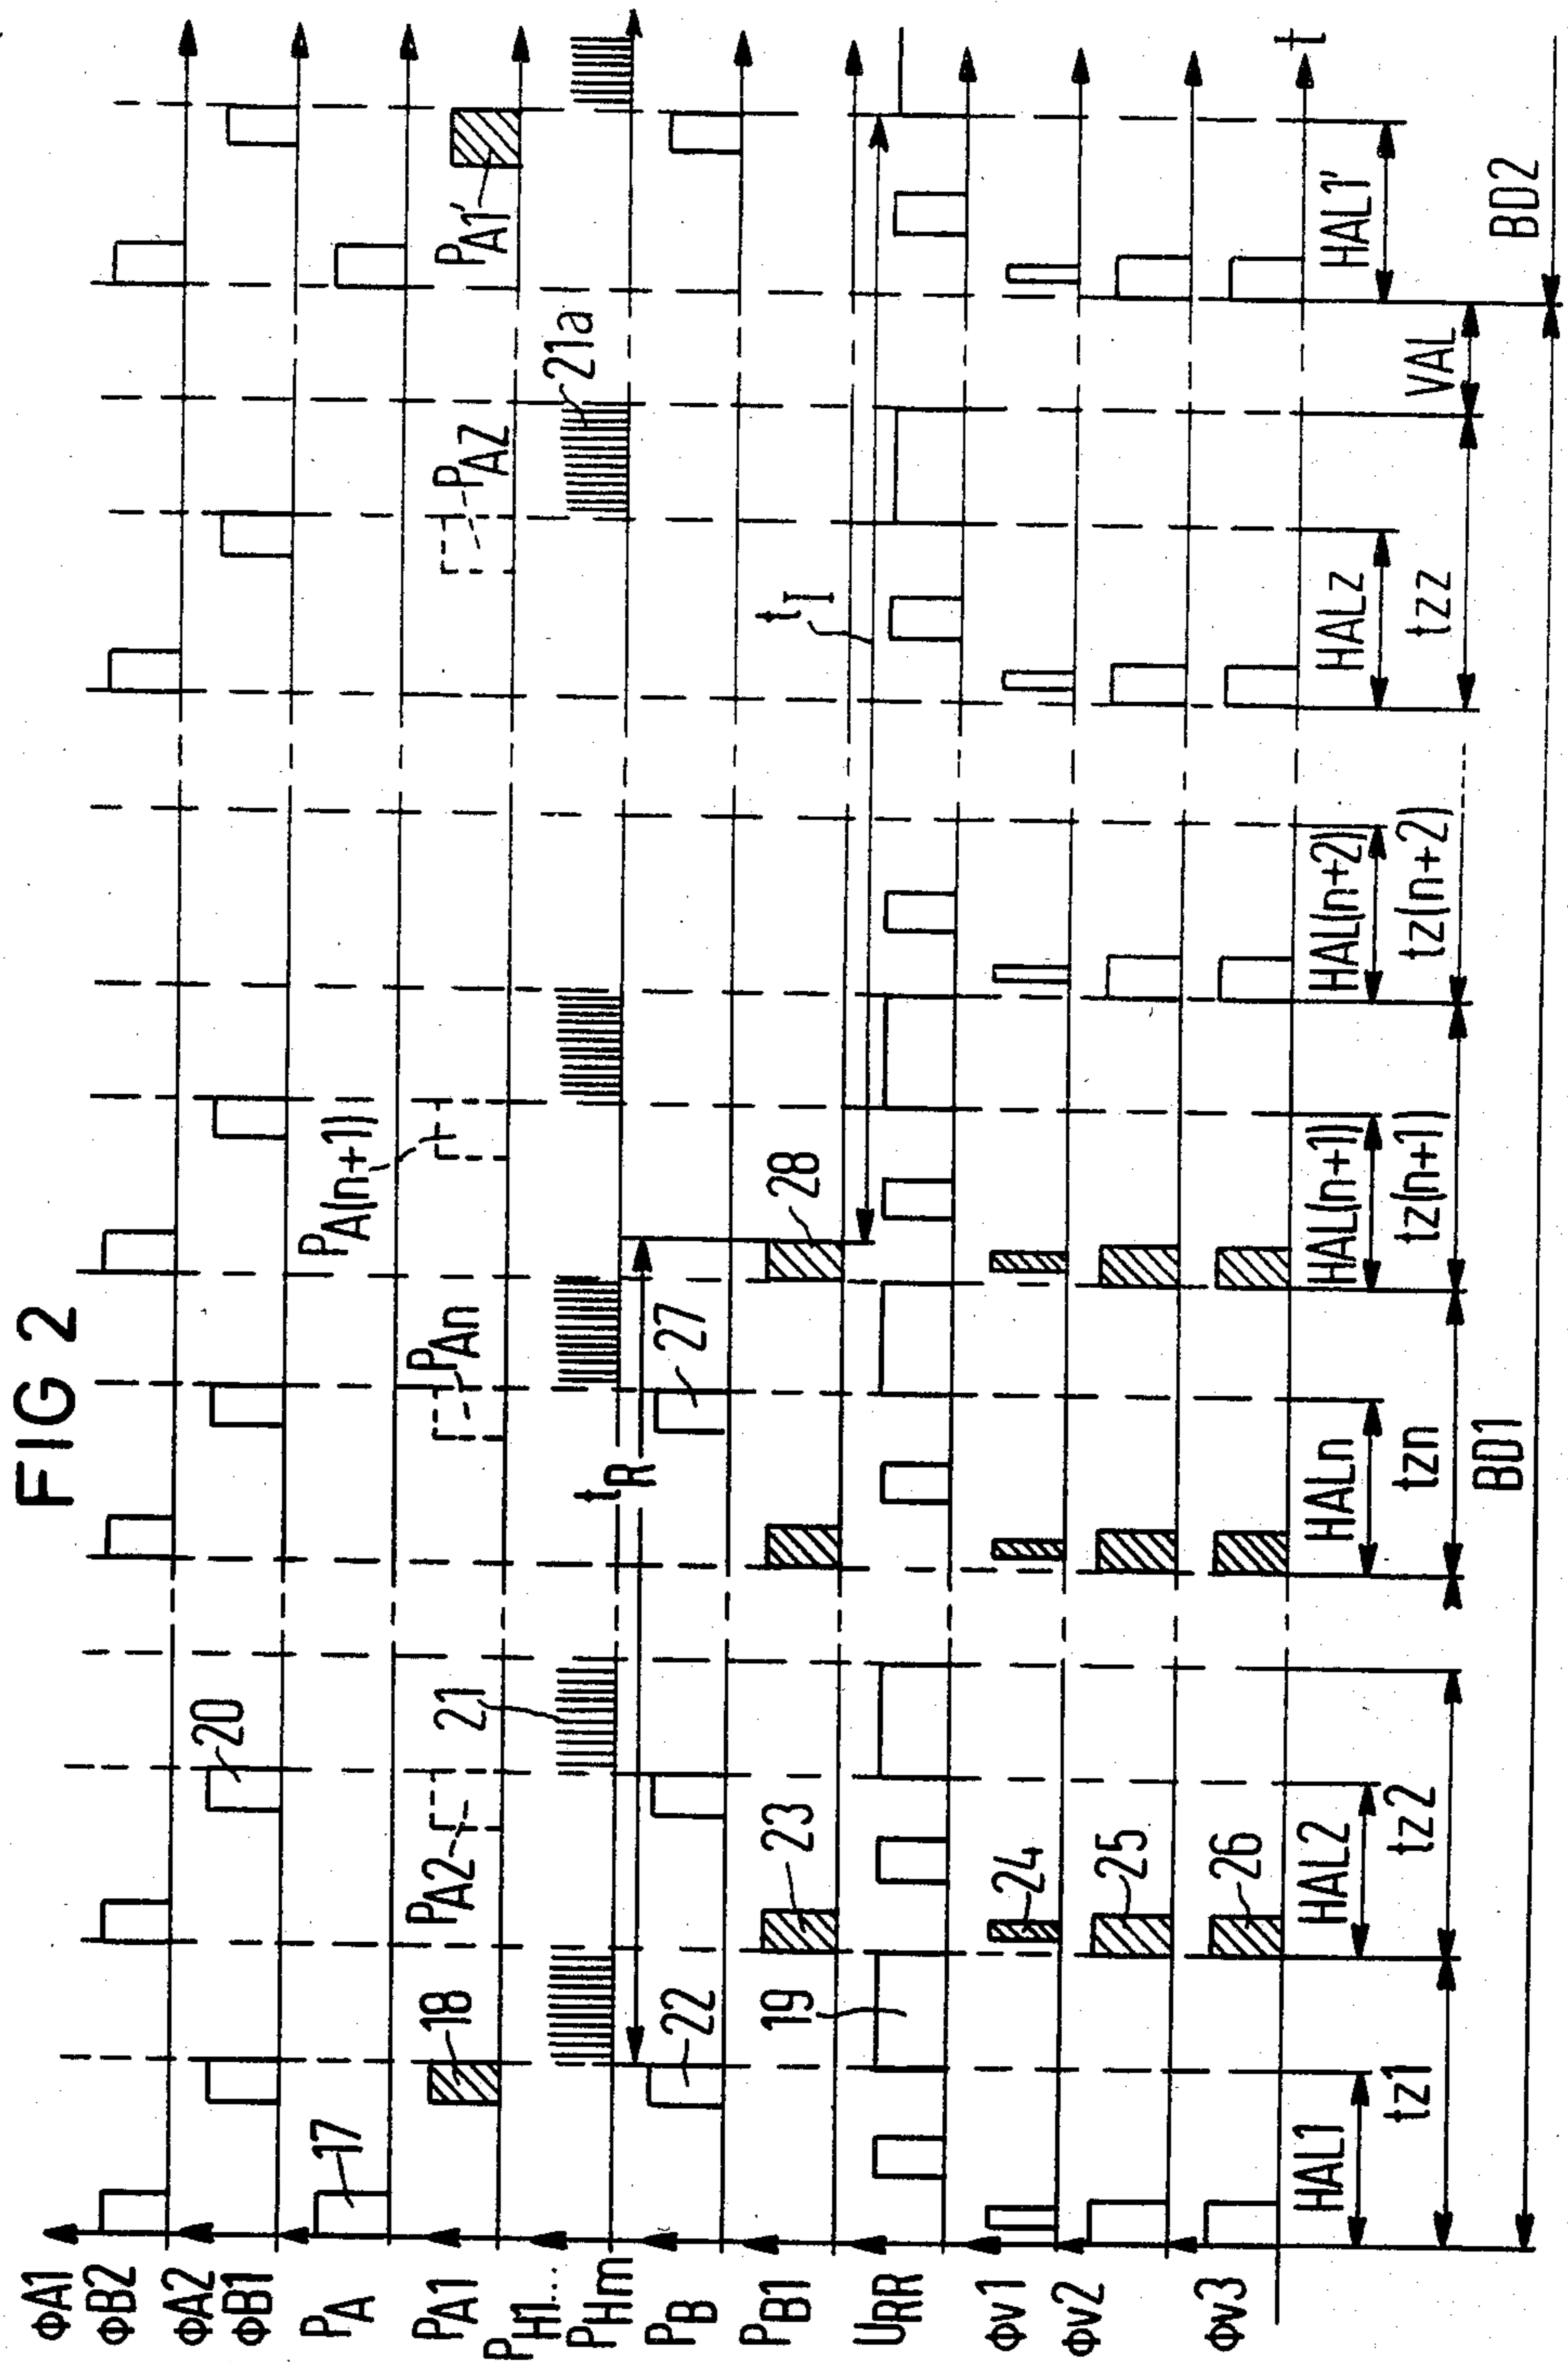 FIG 2
ΦA1
ΦB2
ΦA2
ΦB1
PA
17
20
PA1
18
PA2
PAn
PA(n+1)
PAz
PA1'
PH1...
PHm
21
21a
tR
PB
22
27
PB1
23
28
tI
URR
19
Φv1
24
Φv2
25
Φv3
26
t
HAL1
HAL2
HALn
HAL(n+1)
HAL(n+2)
HALz
HAL1'
tz1
tz2
tzn
tz(n+1)
tz(n+2)
tzz
VAL
BD1
BD2